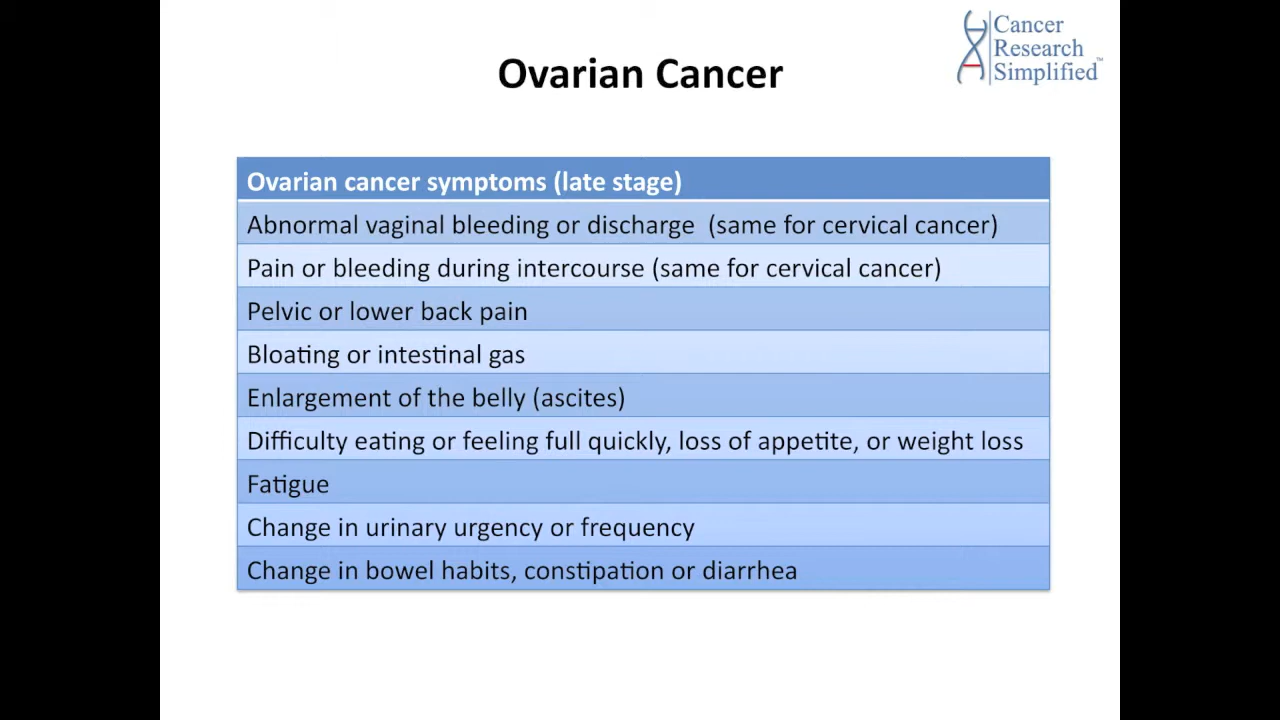 Cancer
Research
Simplified™
Ovarian Cancer
Ovarian cancer symptoms (late stage)
Abnormal vaginal bleeding or discharge (same for cervical cancer)
Pain or bleeding during intercourse (same for cervical cancer)
Pelvic or lower back pain
Bloating or intestinal gas
Enlargement of the belly (ascites)
Difficulty eating or feeling full quickly, loss of appetite, or weight loss
Fatigue
Change in urinary urgency or frequency
Change in bowel habits, constipation or diarrhea